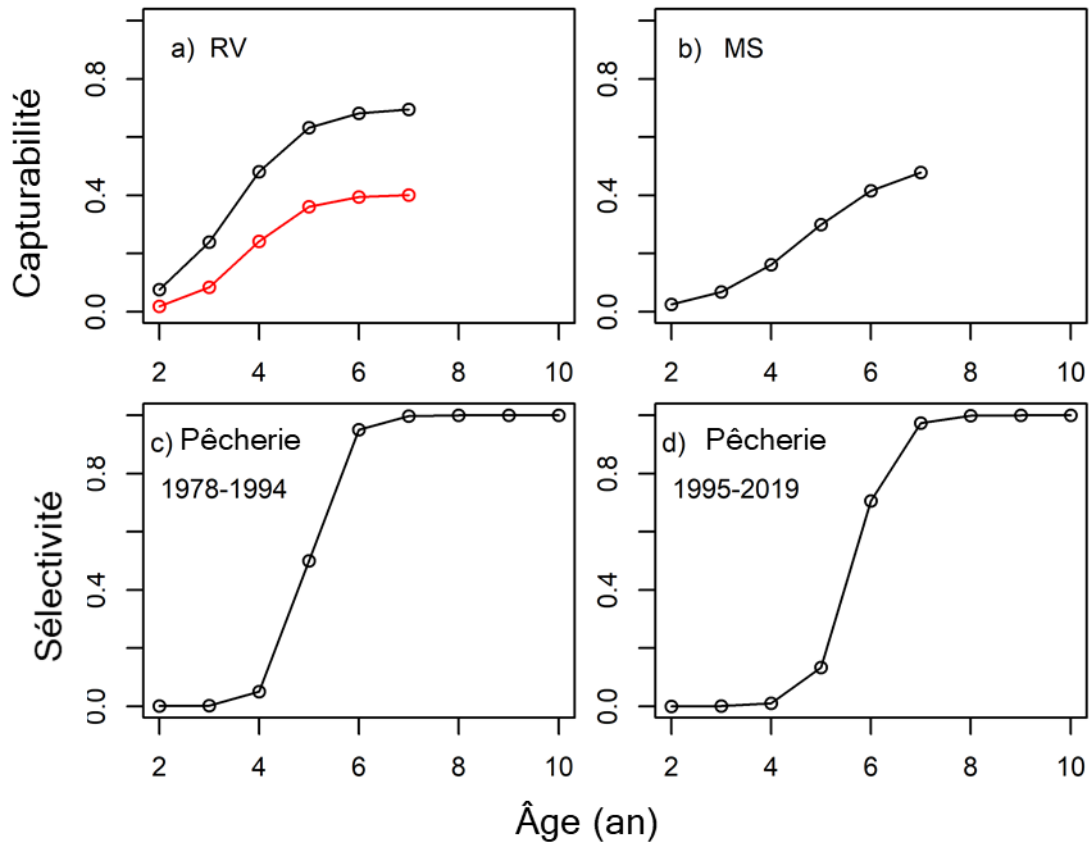 a) RV
b) MS
Capturabilité
0.0 0.4 0.8
0.0 0.4 0.8
2 4 6 8 10
2 4 6 8 10
c) Pêcherie
1978-1994
d) Pêcherie
1995-2019
Sélectivité
0.0 0.4 0.8
0.0 0.4 0.8
2 4 6 8 10
2 4 6 8 10
Âge (an)